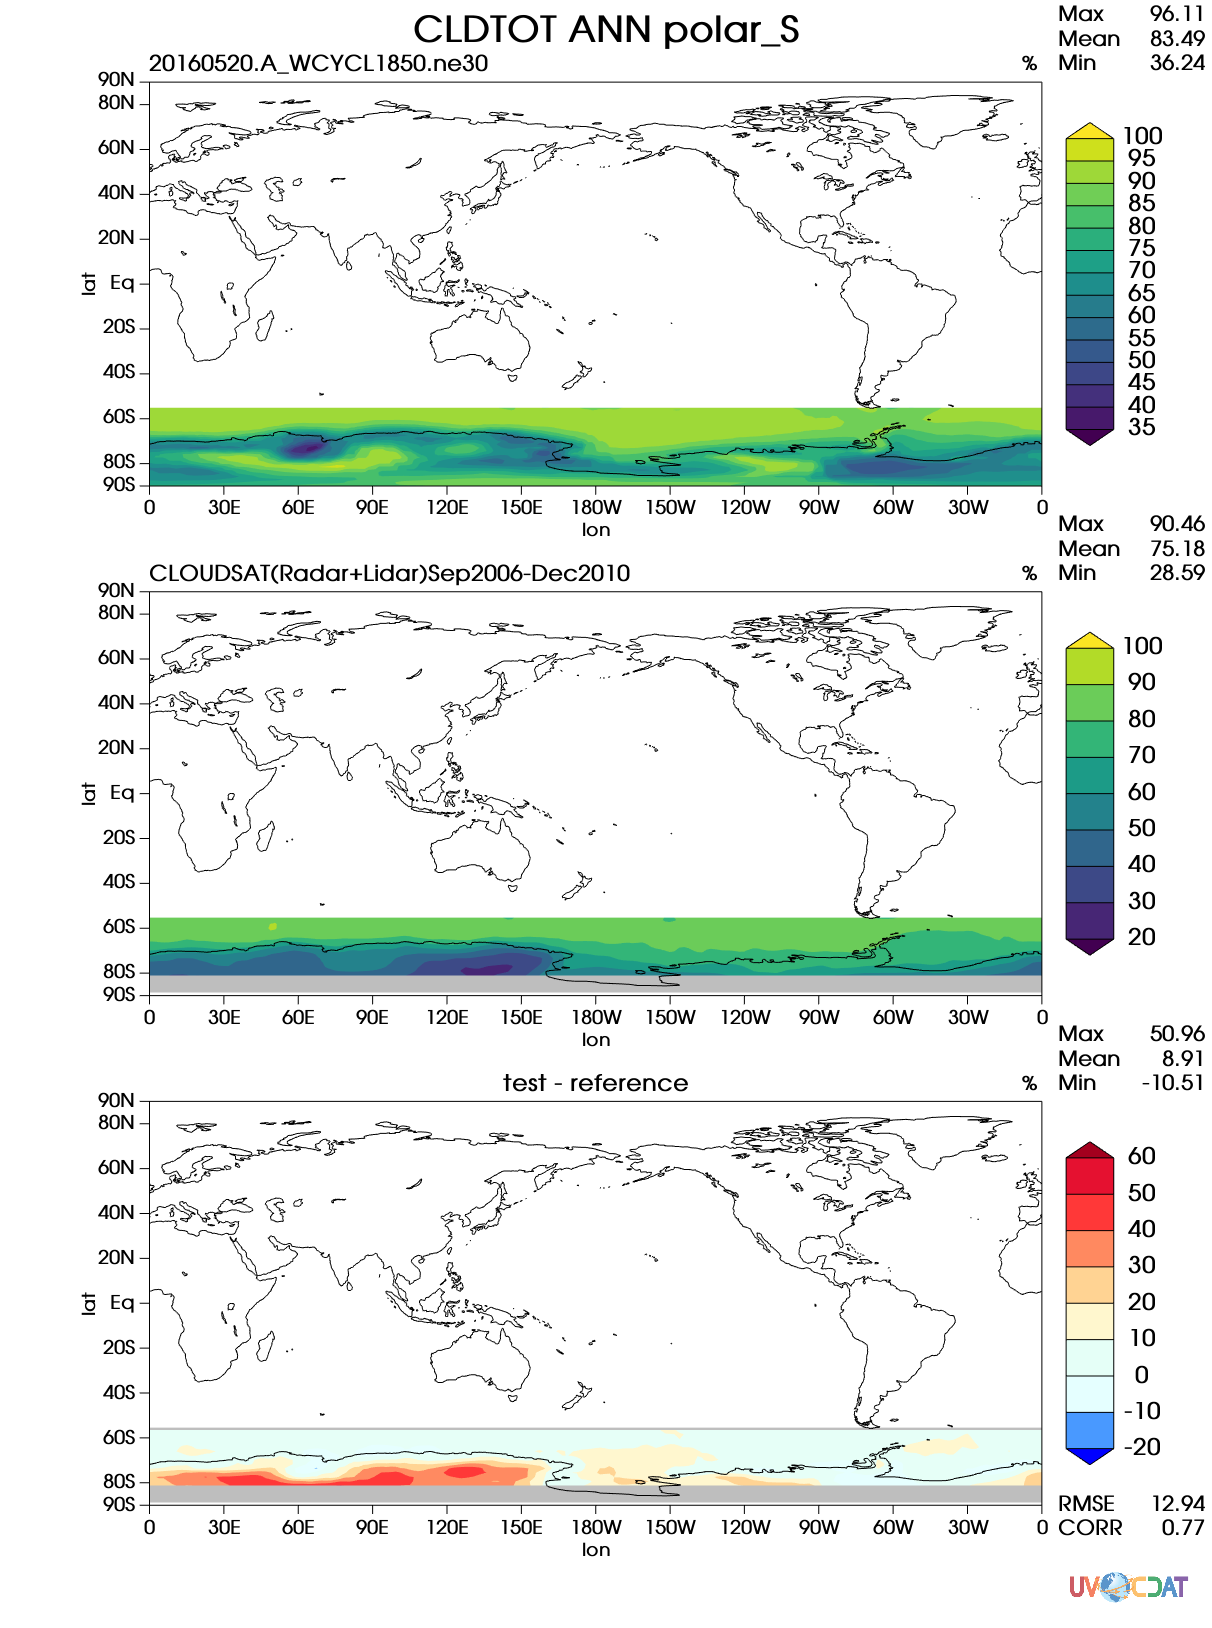 CLDTOT ANN polar_S
Max 96.11
Mean 83.49
Min 36.24
20160520.A_WCYCL1850.ne30 %
90N
80N
60N
40N
20N
Eq
20S
40S
60S
80S
90S
lat
0 30E 60E 90E 120E 150E 180W 150W 120W 90W 60W 30W 0
lon
100
95
90
85
80
75
70
65
60
55
50
45
40
35
Max 90.46
Mean 75.18
Min 28.59
CLOUDSAT(Radar+Lidar)Sep2006-Dec2010 %
90N
80N
60N
40N
20N
Eq
20S
40S
60S
80S
90S
lat
0 30E 60E 90E 120E 150E 180W 150W 120W 90W 60W 30W 0
lon
100
90
80
70
60
50
40
30
20
Max 50.96
Mean 8.91
Min -10.51
test - reference %
90N
80N
60N
40N
20N
Eq
20S
40S
60S
80S
90S
lat
0 30E 60E 90E 120E 150E 180W 150W 120W 90W 60W 30W 0
lon
60
50
40
30
20
10
0
-10
-20
RMSE 12.94
CORR 0.77
UV CDAT